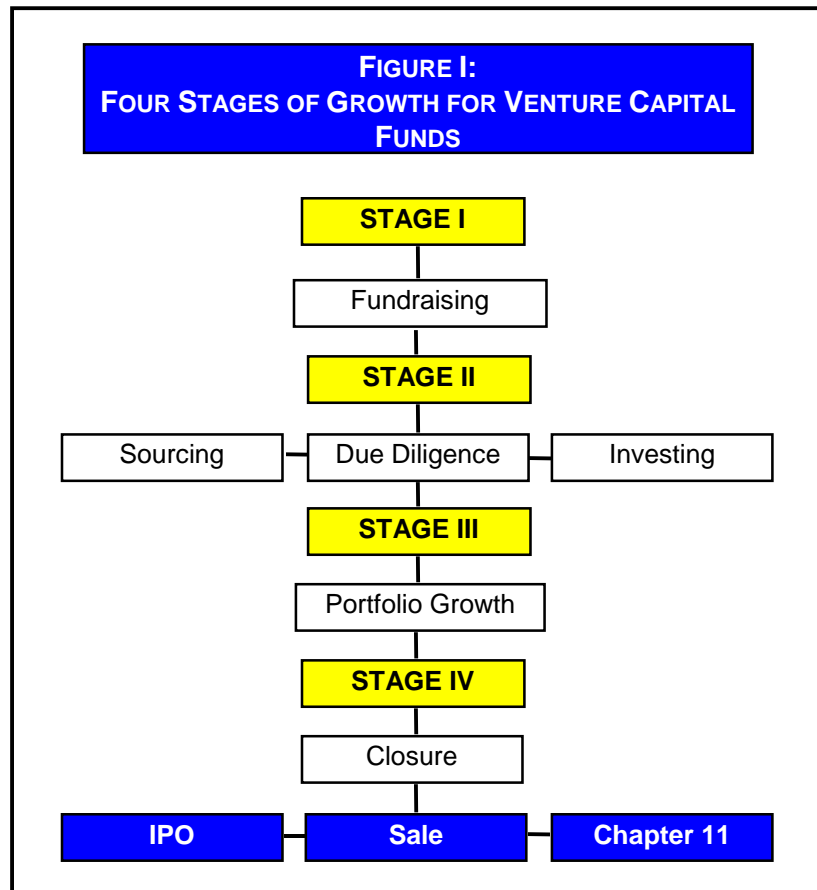 FIGURE I:
FOUR STAGES OF GROWTH FOR VENTURE CAPITAL
FUNDS
STAGE I
Fundraising
STAGE II
Sourcing
Due Diligence
Investing
STAGE III
Portfolio Growth
STAGE IV
Closure
IPO
Sale
Chapter 11